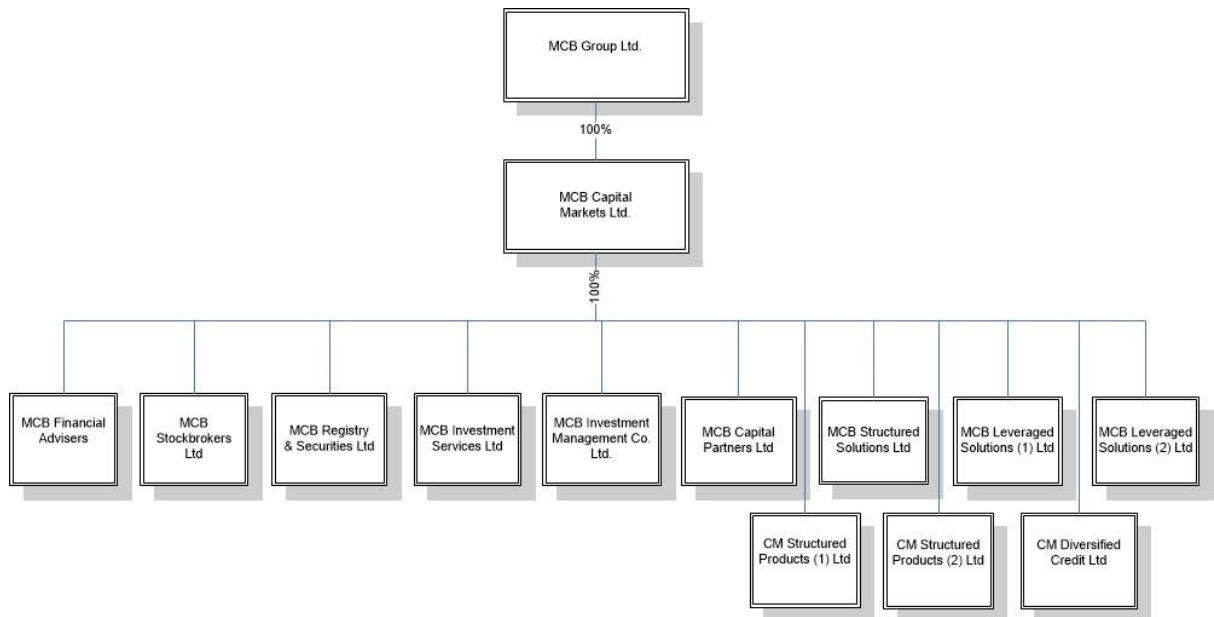 MCB Group Ltd.
100%
MCB Capital
Markets Ltd.
100%
MCB Financial
Advisers
MCB
Stockbrokers
Ltd
MCB Registry
& Securities Ltd
MCB Investment
Services Ltd
MCB Investment
Management Co.
Ltd.
MCB Capital
Partners Ltd
MCB Structured
Solutions Ltd
MCB Leveraged
Solutions (1) Ltd
MCB Leveraged
Solutions (2) Ltd
CM Structured
Products (1) Ltd
CM Structured
Products (2) Ltd
CM Diversified
Credit Ltd